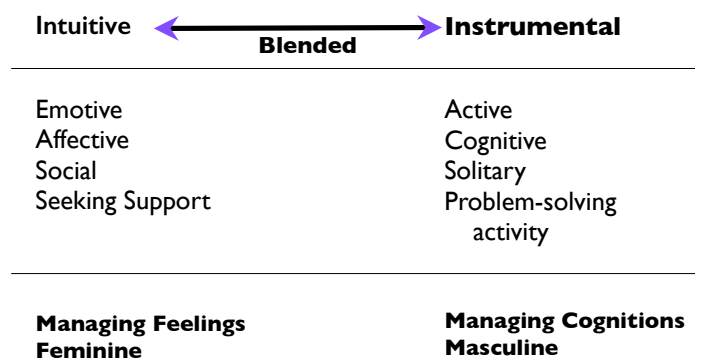 Intuitive Instrumental
Blended
Emotive
Affective
Social
Seeking Support
Active
Cognitive
Solitary
Problem-solving
activity
Managing Feelings
Feminine
Managing Cognitions
Masculine